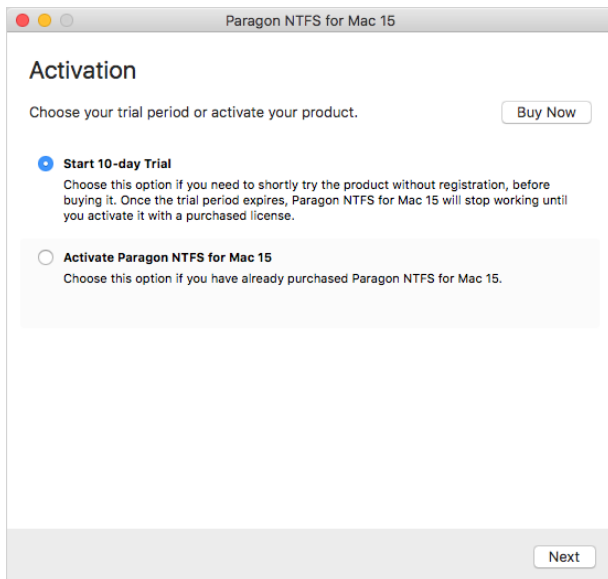 Paragon NTFS for Mac 15
Activation
Choose your trial period or activate your product.
Buy Now
Start 10-day Trial
Choose this option if you need to shortly try the product without registration, before
buying it. Once the trial period expires, Paragon NTFS for Mac 15 will stop working until
you activate it with a purchased license.
Activate Paragon NTFS for Mac 15
Choose this option if you have already purchased Paragon NTFS for Mac 15.
Next